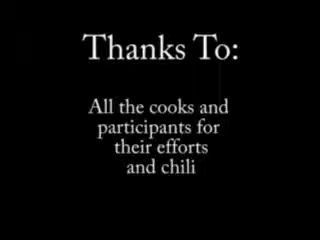 Thanks To:
All the cooks and
participants for
their efforts
and chili